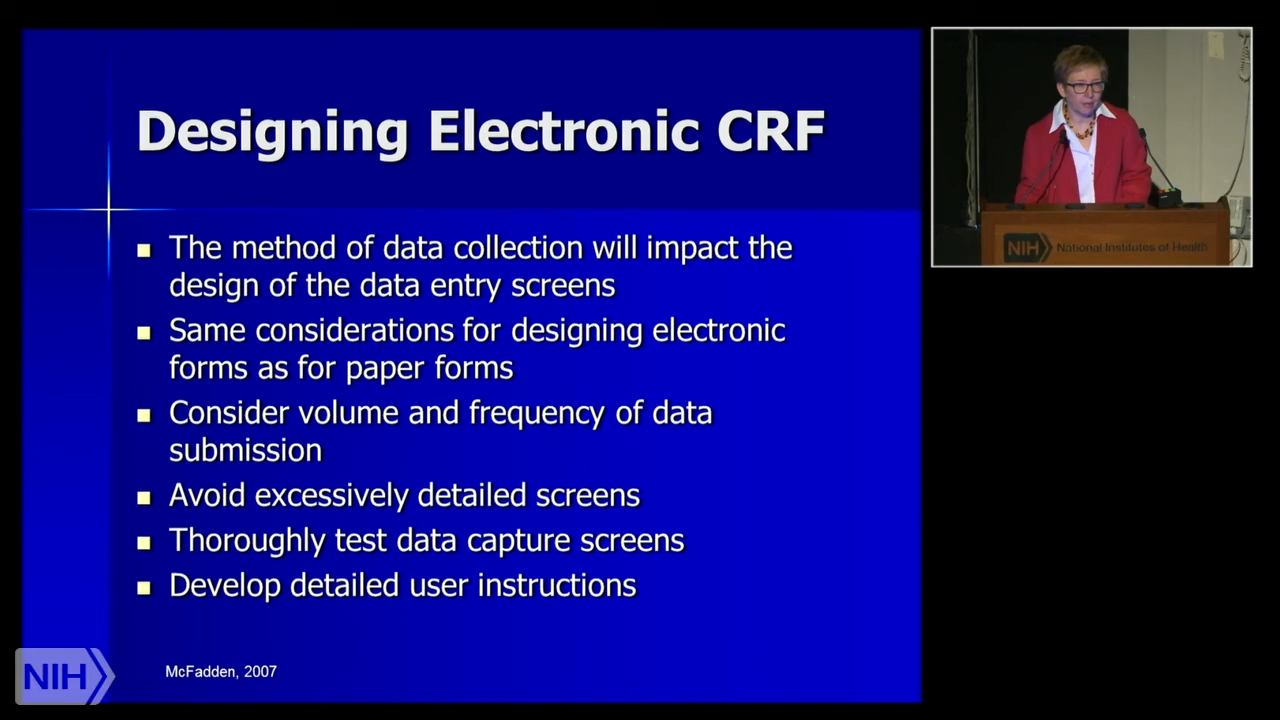 Designing Electronic CRF
The method of data collection will impact the
design of the data entry screens
Same considerations for designing electronic
forms as for paper forms
Consider volume and frequency of data
submission
Avoid excessively detailed screens
Thoroughly test data capture screens
Develop detailed user instructions
McFadden, 2007
NIH
NIH National Institutes of Health